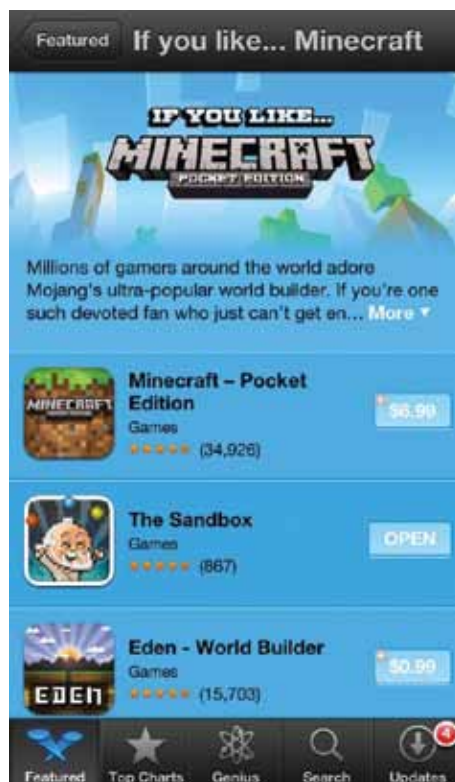 Featured
If you like... Minecraft
IF YOU LIKE...
MINECRAFT
POCKET EDITION
Millions of gamers around the world adore
Mojang's ultra-popular world builder. If you're one
such devoted fan who just can't get en... More ▼
MINECRAFT
Minecraft – Pocket
Edition
Games
(34,926)
$6.99
The Sandbox
Games
(867)
OPEN
EDEN
Eden - World Builder
Games
(15,703)
$0.99
4
Featured
Top Charts
Genius
Search
Updates